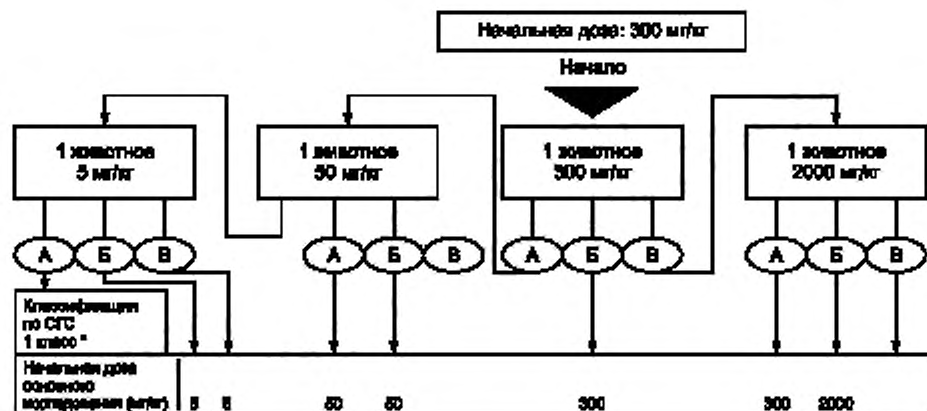 Начальная доза: 300 мг/кг
Начало
1 животное
5 мг/кг
1 животное
50 мг/кг
1 животное
300 мг/кг
1 животное
2000 мг/кг
А Б В А Б В А Б В А Б В
Классификация
по СГС
1 класс *
Начальная доза
основного
исследования (мг/кг) 5 5 50 50 300 300 2000